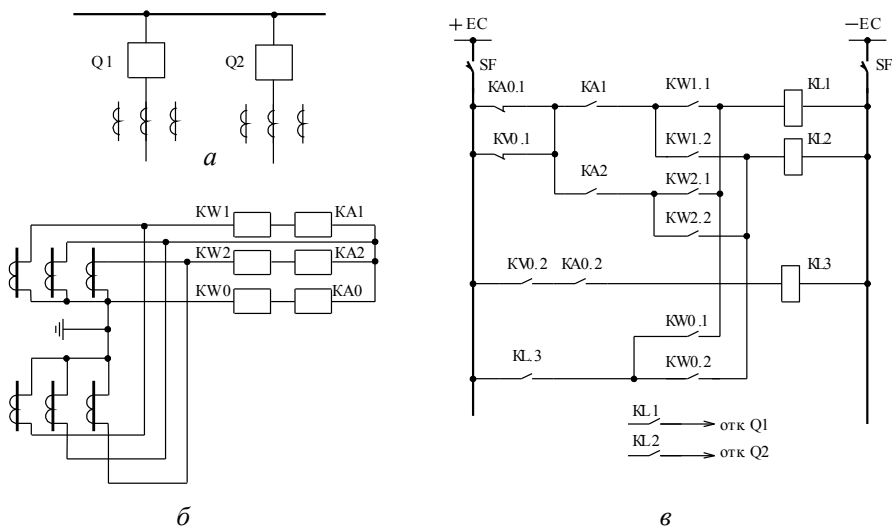 Q1
Q2
а
KW1
KA1
KW2
KA2
KW0
KA0
б
+EC
−EC
SF
SF
KA0.1
KA1
KW1.1
KL1
KV0.1
KW1.2
KL2
KA2
KW2.1
KW2.2
KV0.2
KA0.2
KL3
KW0.1
KL.3
KW0.2
KL1
отк Q1
KL2
отк Q2
в